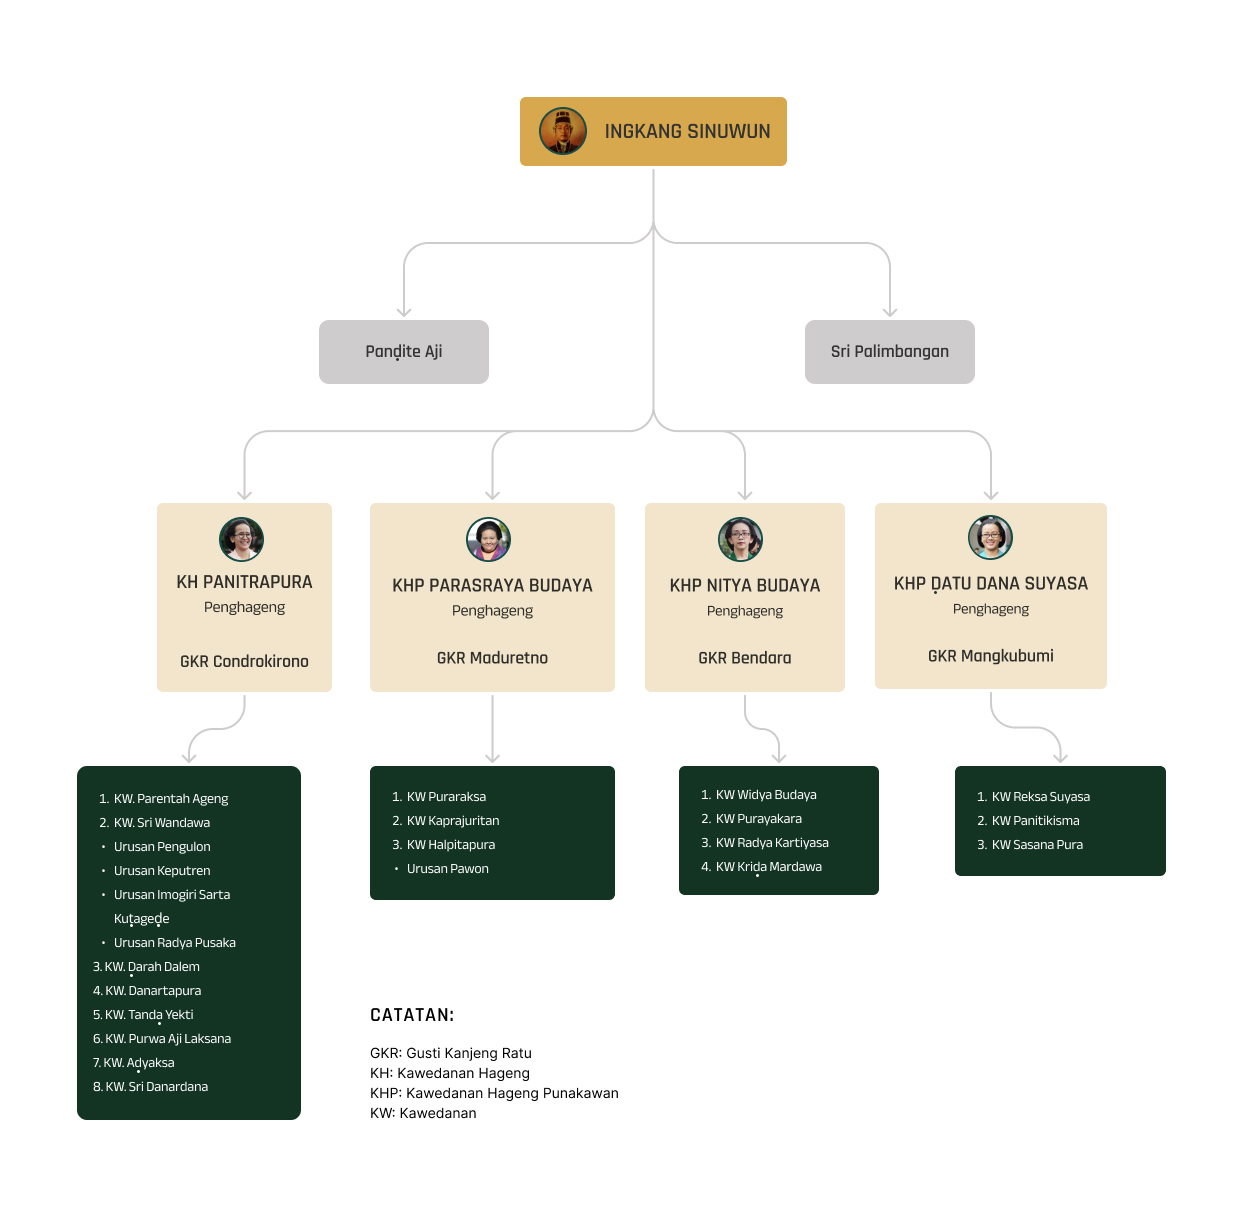 INGKANG SINUWUN
Panḍite Aji
Sri Palimbangan
KH PANITRAPURA
Penghageng
GKR Condrokirono
KHP PARASRAYA BUDAYA
Penghageng
GKR Maduretno
KHP NITYA BUDAYA
Penghageng
GKR Bendara
KHP ḌATU DANA SUYASA
Penghageng
GKR Mangkubumi
1. KW. Parentah Ageng
2. KW. Sri Wandawa
• Urusan Pengulon
• Urusan Keputren
• Urusan Imogiri Sarta
Kuṭageḍe
• Urusan Radya Pusaka
3. KW. Ḍarah Dalem
4. KW. Danartapura
5. KW. Tanḍa Yekti
6. KW. Purwa Aji Laksana
7. KW. Aḍyaksa
8. KW. Sri Danardana
1. KW Puraraksa
2. KW Kaprajuritan
3. KW Halpitapura
• Urusan Pawon
1. KW Widya Budaya
2. KW Purayakara
3. KW Radya Kartiyasa
4. KW Kriḍa Mardawa
1. KW Reksa Suyasa
2. KW Panitikisma
3. KW Sasana Pura
CATATAN:
GKR: Gusti Kanjeng Ratu
KH: Kawedanan Hageng
KHP: Kawedanan Hageng Punakawan
KW: Kawedanan